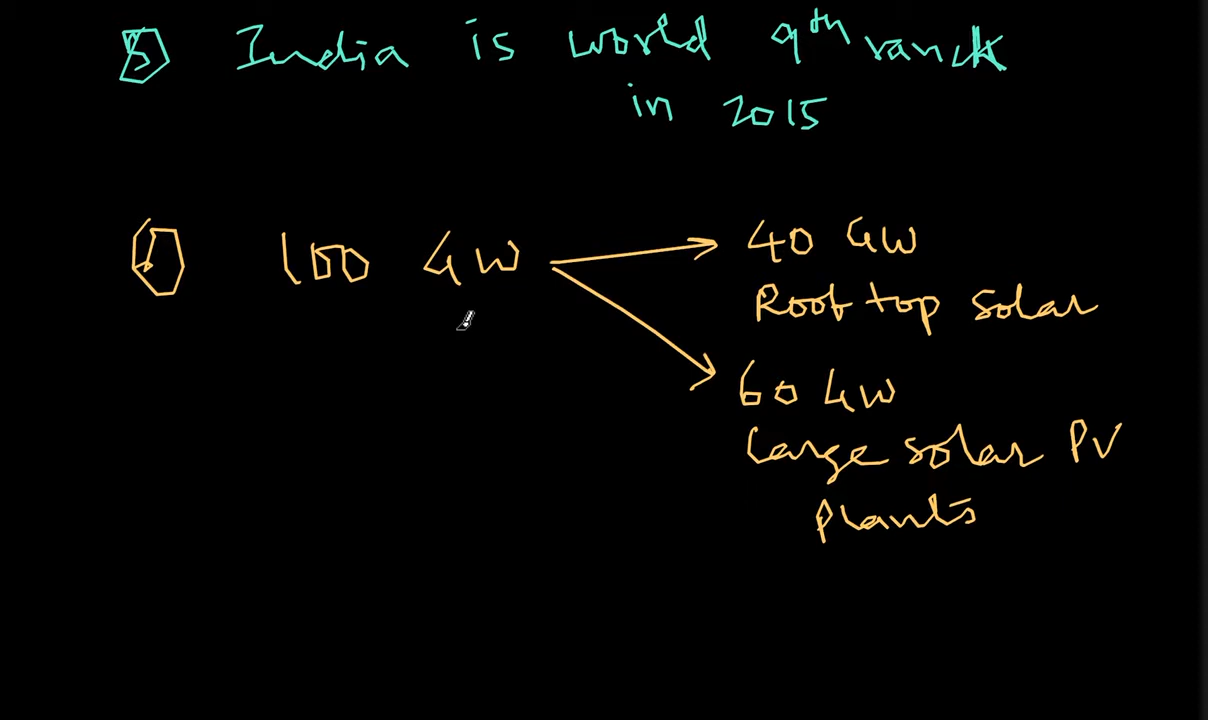 5 India is world 9th ranck
in 2015
6 100 GW
40 GW
Roof top solar
60 GW
Large solar PV
plants